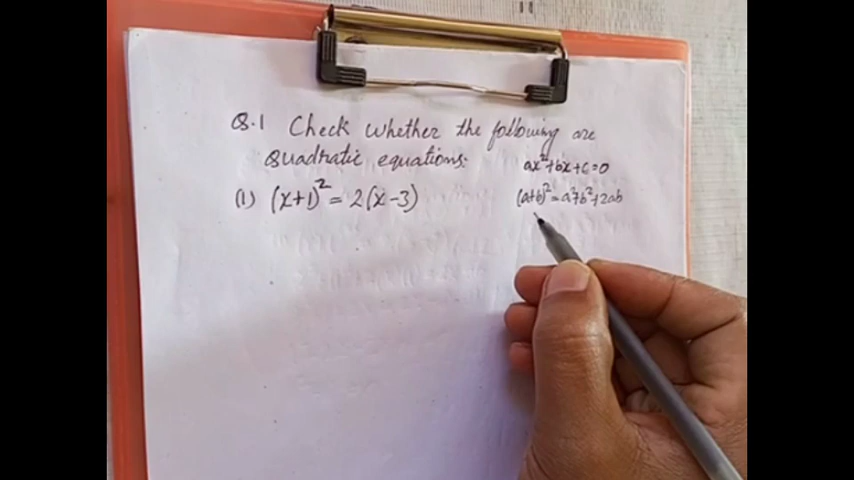 Q.1 Check whether the following are
Quadratic equations:
ax²+bx+c=0
(1) (x+1)² = 2(x-3)
(a+b)² = a²+b²+2ab